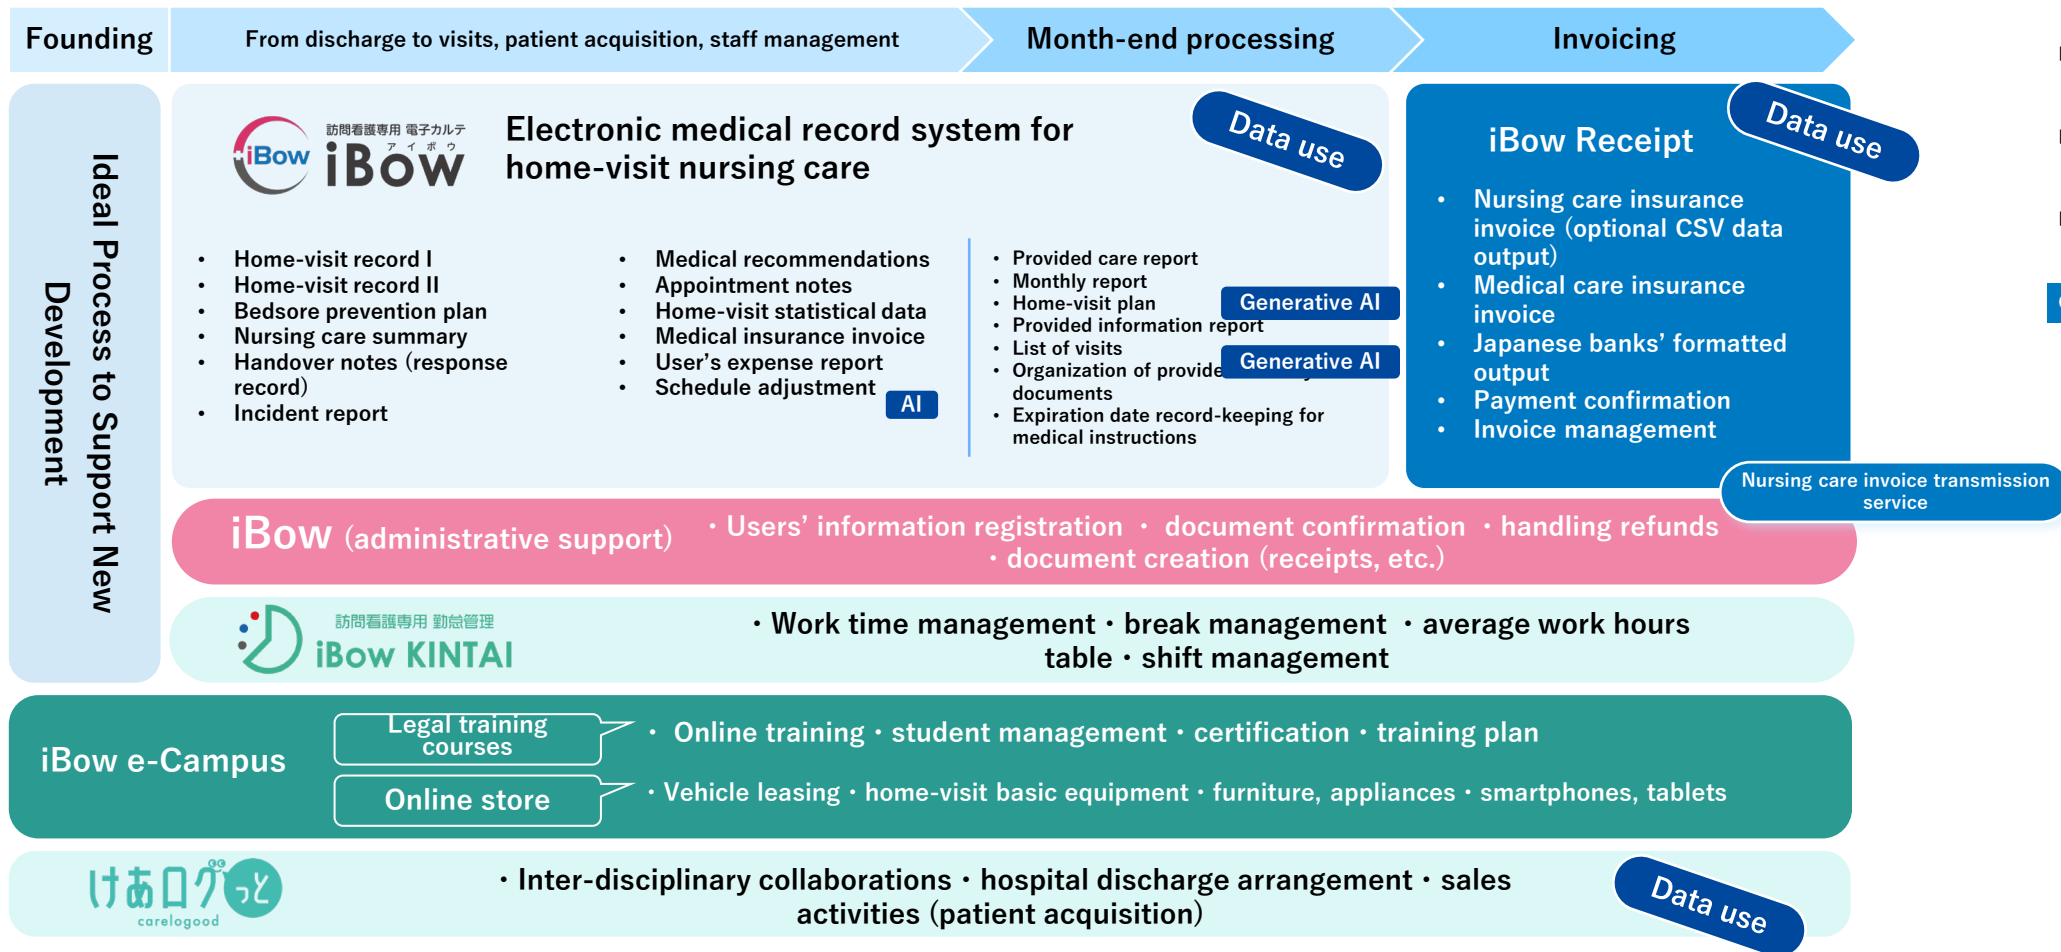 Founding
From discharge to visits, patient acquisition, staff management
Month-end processing
Invoicing
Ideal Process to Support New
Development
iBow
訪問看護専用 電子カルテ
アイボウ
iBow
Electronic medical record system for
home-visit nursing care
Data use
• Home-visit record I
• Home-visit record II
• Bedsore prevention plan
• Nursing care summary
• Handover notes (response
record)
• Incident report
• Medical recommendations
• Appointment notes
• Home-visit statistical data
• Medical insurance invoice
• User’s expense report
• Schedule adjustment
AI
• Provided care report
• Monthly report
• Home-visit plan
Generative AI
• Provided information report
• List of visits
Generative AI
• Organization of
documents
• Expiration date record-keeping for
medical instructions
iBow Receipt
Data use
• Nursing care insurance
invoice (optional CSV data
output)
• Medical care insurance
invoice
• Japanese banks’ formatted
output
• Payment confirmation
• Invoice management
Nursing care invoice transmission
service
iBow (administrative support)
・Users’ information registration ・ document confirmation ・handling refunds
・document creation (receipts, etc.)
訪問看護専用 勤怠管理
iBow KINTAI
・Work time management・break management ・average work hours
table・shift management
iBow e-Campus
Legal training
courses
・ Online training・student management・certification・training plan
Online store
・Vehicle leasing・home-visit basic equipment・furniture, appliances・smartphones, tablets
けあログっと
carelogood
・Inter-disciplinary collaborations・hospital discharge arrangement・sales
activities (patient acquisition)
Data use